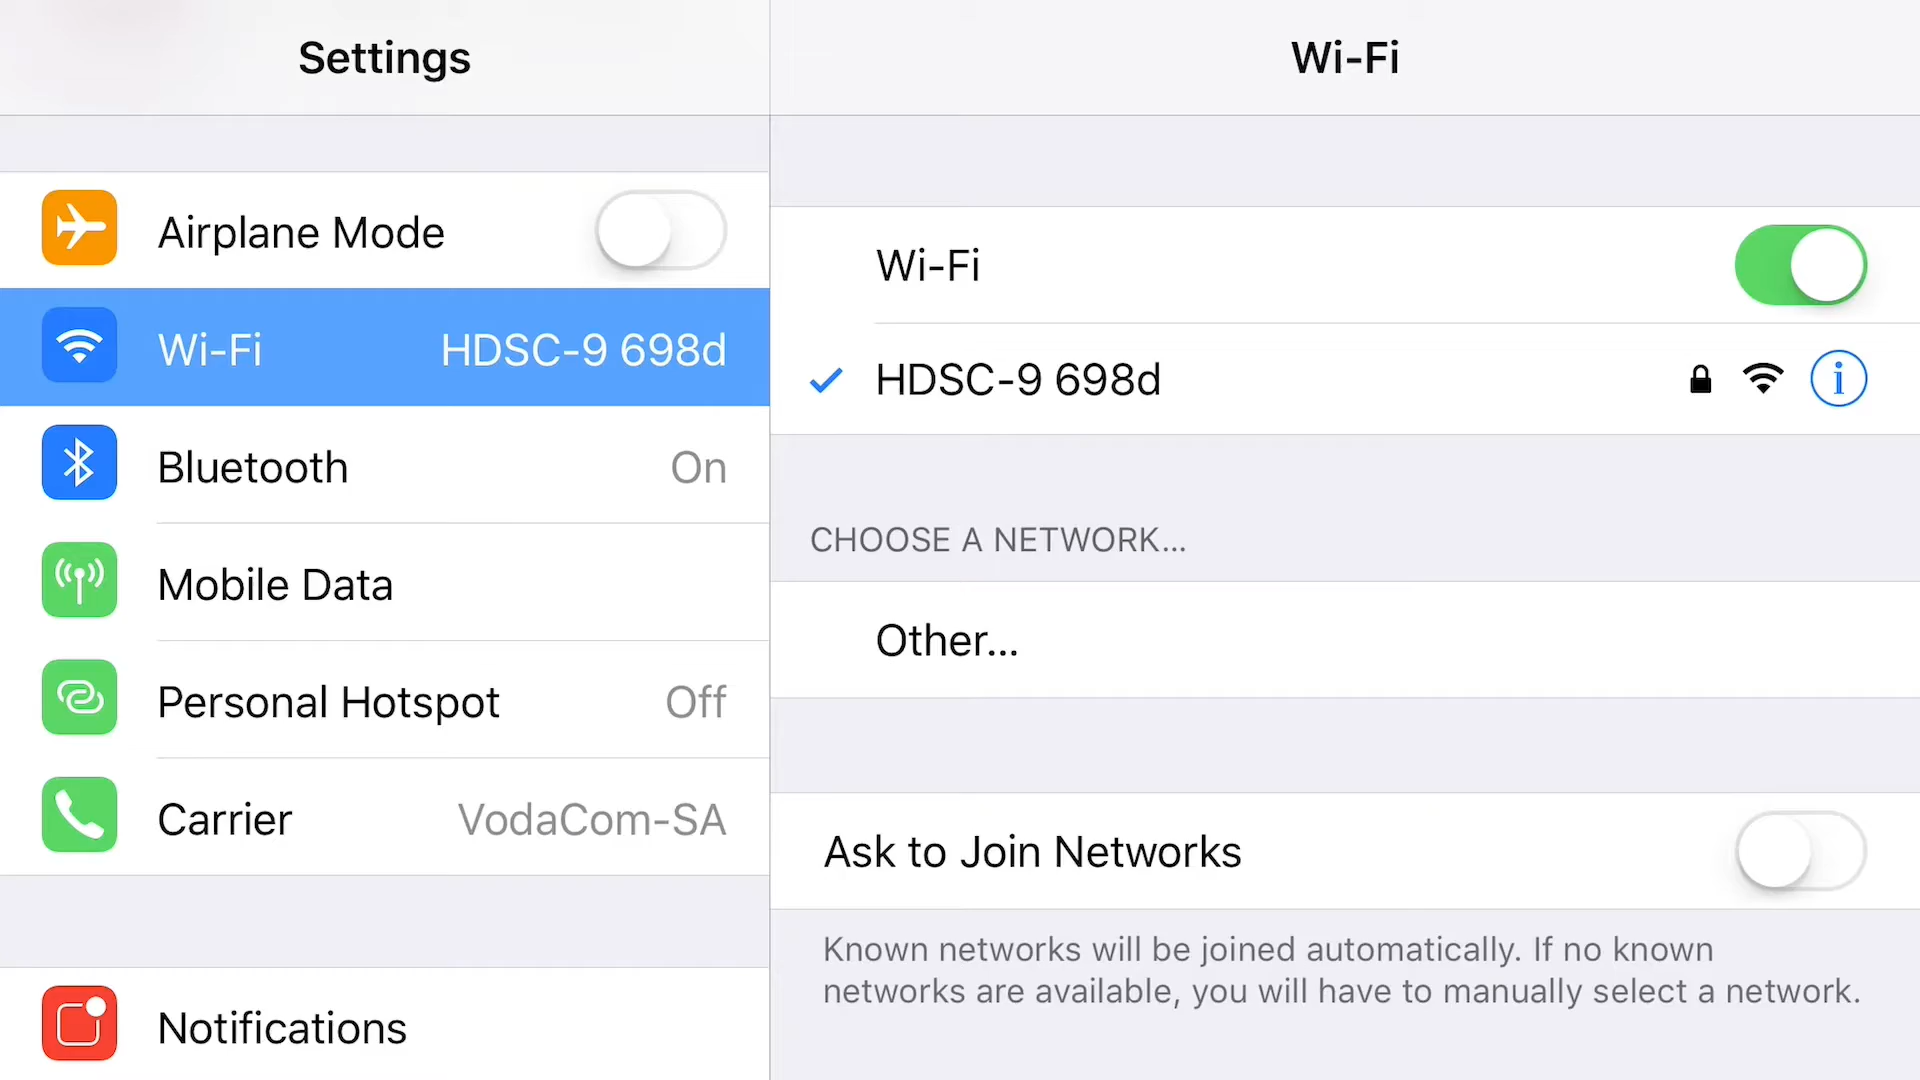 Settings
Airplane Mode
Wi-Fi HDSC-9 698d
Bluetooth On
Mobile Data
Personal Hotspot Off
Carrier VodaCom-SA
Notifications
Wi-Fi
Wi-Fi
HDSC-9 698d
CHOOSE A NETWORK...
Other...
Ask to Join Networks
Known networks will be joined automatically. If no known
networks are available, you will have to manually select a network.